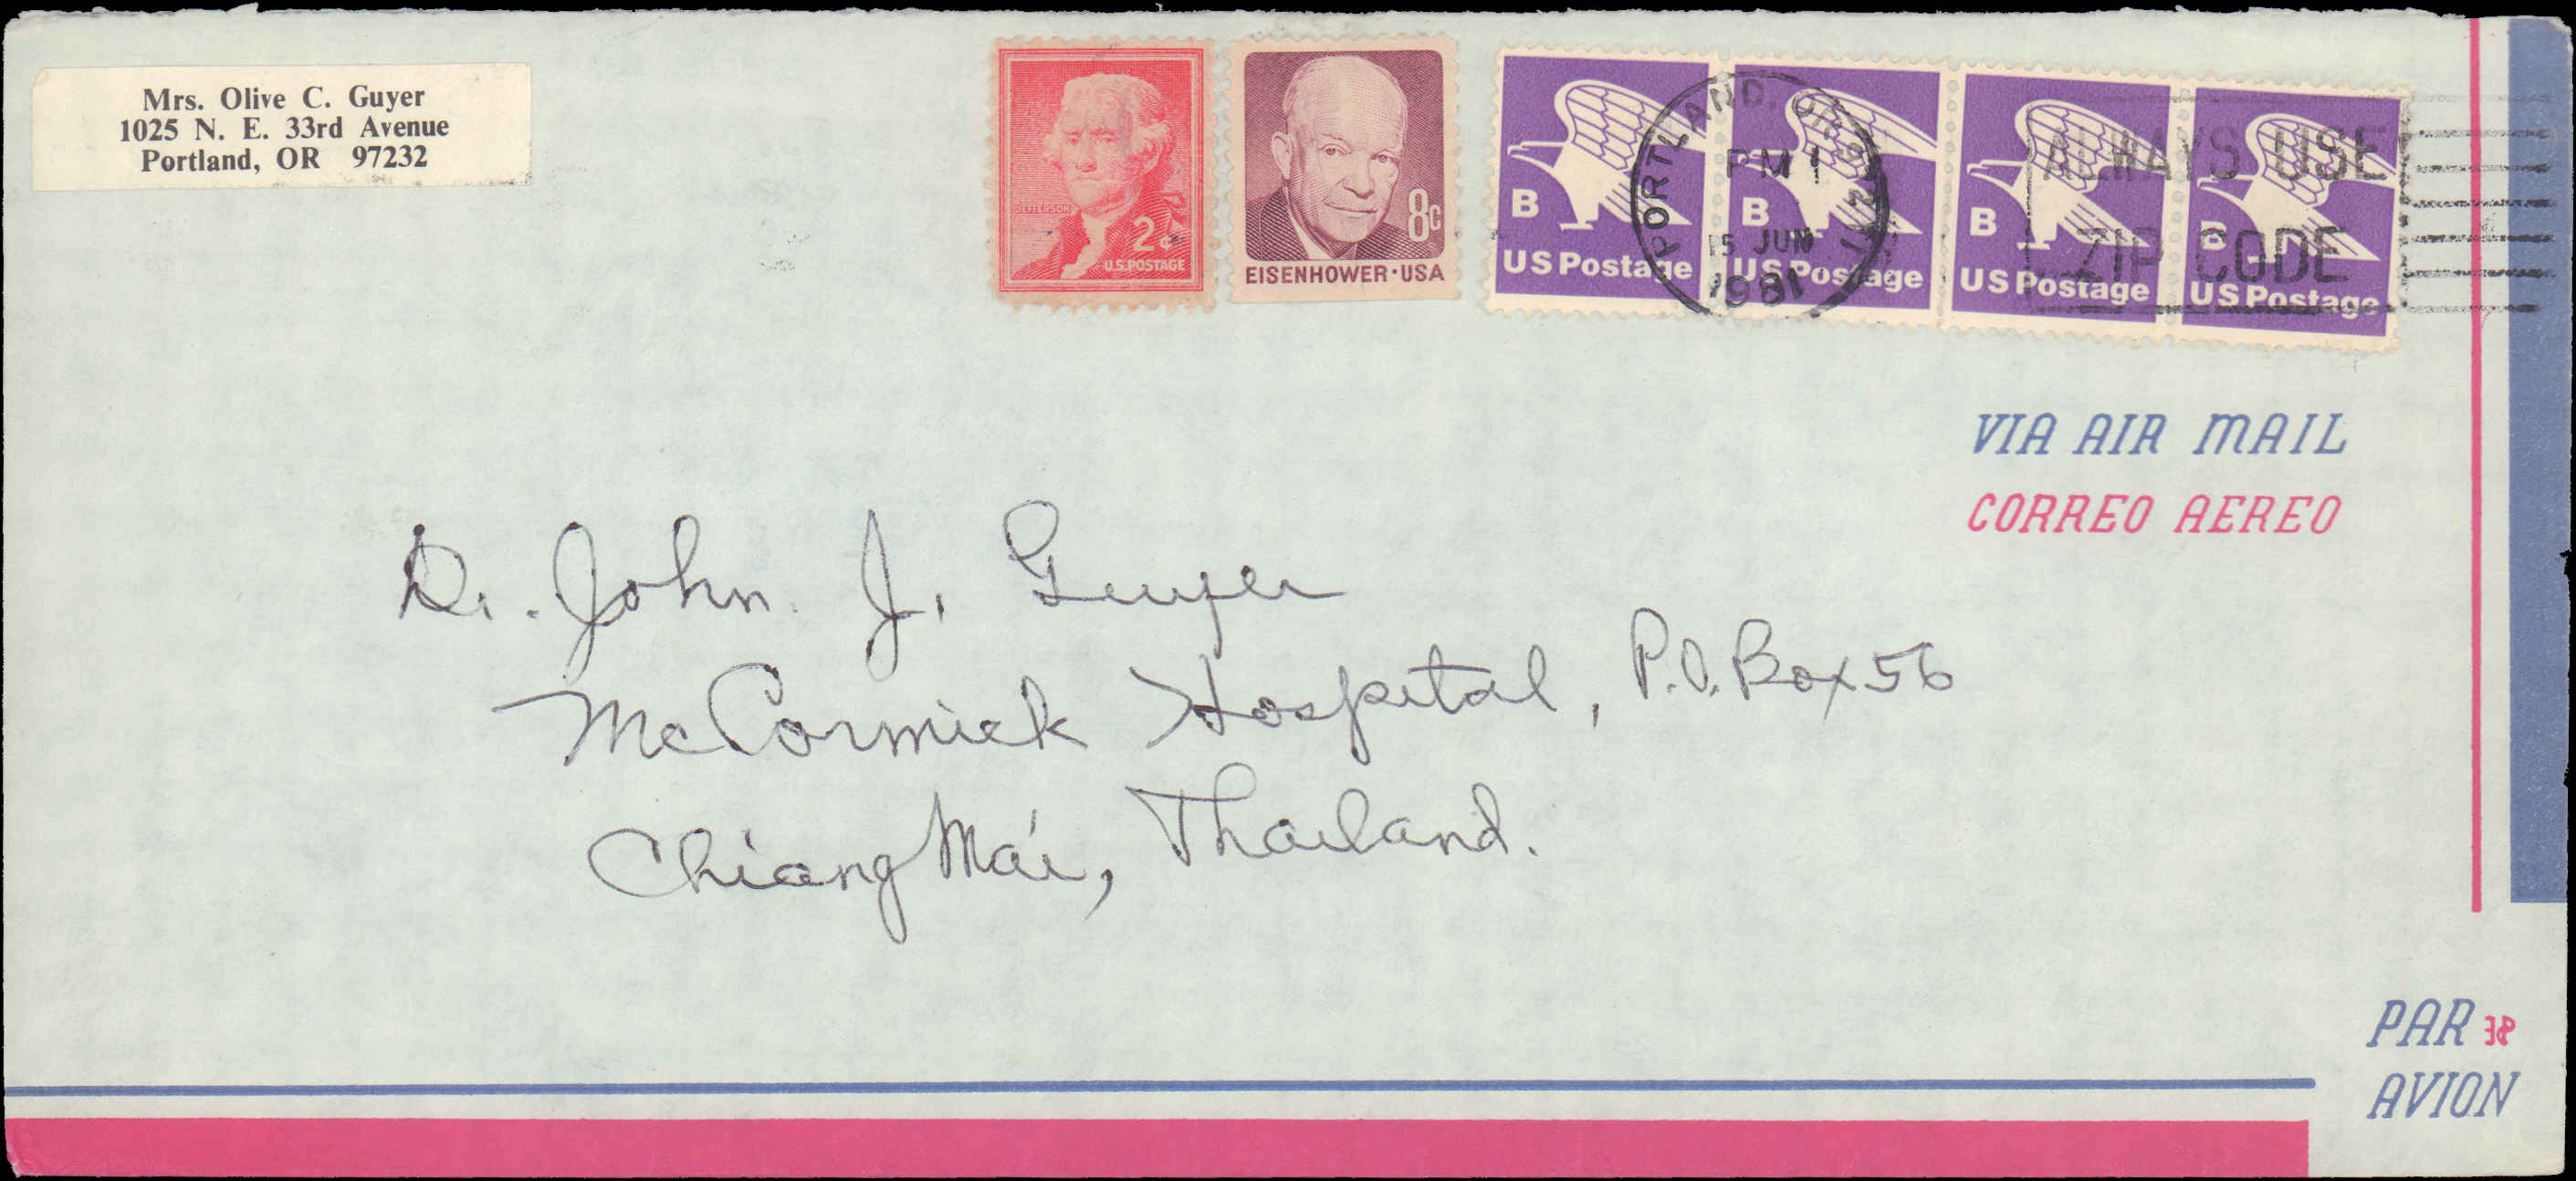 Mrs. Olive C. Guyer
1025 N. E. 33rd Avenue
Portland, OR 97232
JEFFERSON
2¢
U.S. POSTAGE
8c
EISENHOWER·USA
B
US Postage
B
US Postage
B
US Postage
B
US Postage
PORTLAND, OR
PM
15 JUN
1981
ALWAYS USE
ZIP CODE
VIA AIR MAIL
CORREO AEREO
Dr. John J. Guyer
McCormick Hospital, P.O. Box 56
Chiang Mai, Thailand.
PAR
AVION